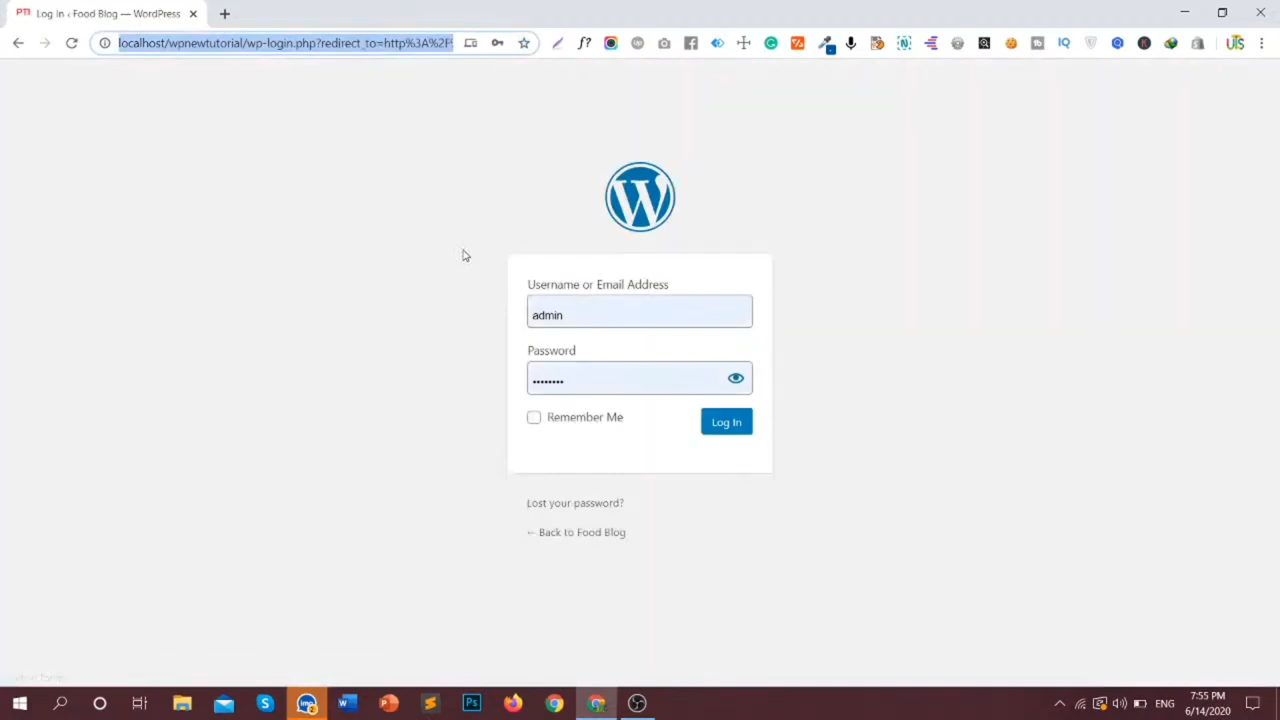 Log In ‹ Food Blog — WordPress
localhost/wpnewtutorial/wp-login.php?redirect_to=http%3A%2F
Username or Email Address
admin
Password
••••••••
Remember Me
Log In
Lost your password?
← Back to Food Blog
ENG
7:55 PM
6/14/2020